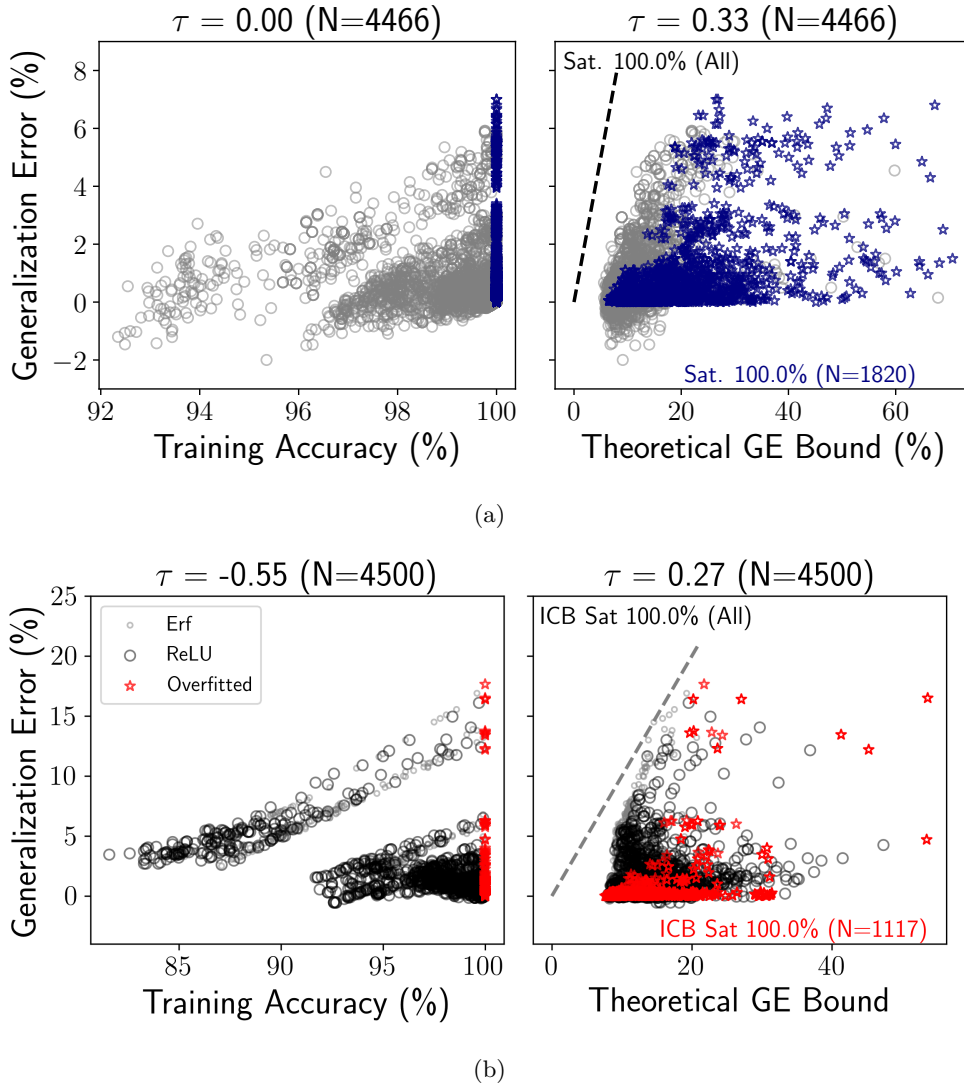 τ = 0.00 (N=4466)
τ = 0.33 (N=4466)
Generalization Error (%)
8
6
4
2
0
−2
92
94
96
98
100
Training Accuracy (%)
Sat. 100.0% (All)
Sat. 100.0% (N=1820)
0
20
40
60
Theoretical GE Bound (%)
(a)
τ = -0.55 (N=4500)
τ = 0.27 (N=4500)
Generalization Error (%)
25
20
15
10
5
0
Erf
ReLU
Overfitted
85
90
95
100
Training Accuracy (%)
ICB Sat 100.0% (All)
ICB Sat 100.0% (N=1117)
0
20
40
Theoretical GE Bound
(b)